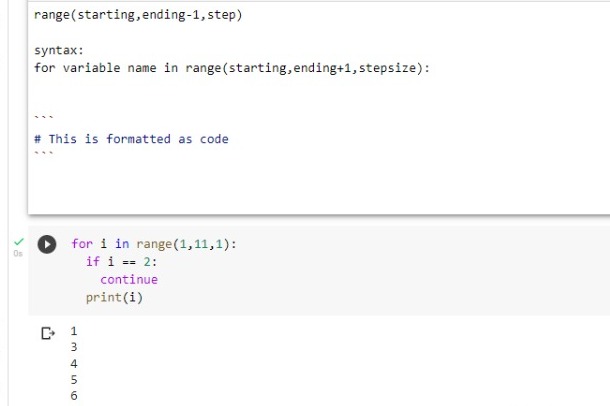 range(starting,ending-1,step)
syntax:
for variable name in range(starting,ending+1,stepsize):
```
# This is formatted as code
```
0s
for i in range(1,11,1):
if i == 2:
continue
print(i)
1
3
4
5
6